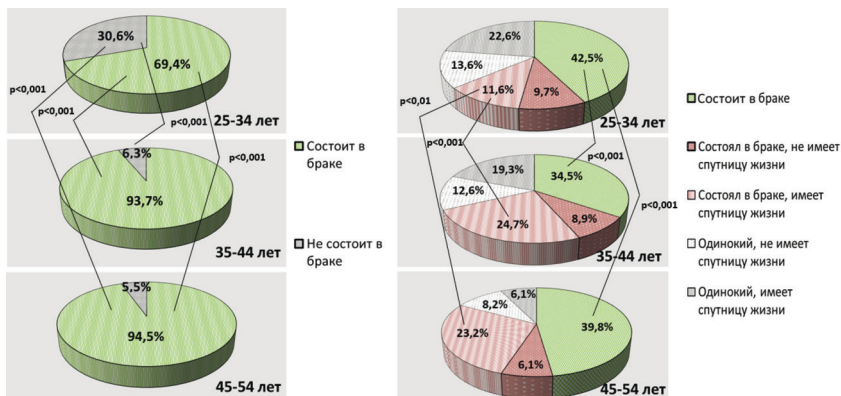 30,6%
69,4%
p<0,001
p<0,001
25-34 лет
6,3%
p<0,001
p<0,001
93,7%
35-44 лет
5,5%
94,5%
45-54 лет
Состоит в
браке
Не состоит в
браке
22,6%
42,5%
13,6%
11,6%
9,7%
p<0,01
25-34 лет
p<0,001
p<0,001
19,3%
34,5%
12,6%
24,7%
8,9%
p<0,001
35-44 лет
6,1%
8,2%
39,8%
23,2%
6,1%
45-54 лет
Состоит в браке
Состоял в браке, не имеет
спутницу жизни
Состоял в браке, имеет
спутницу жизни
Одинокий, не имеет
спутницу жизни
Одинокий, имеет
спутницу жизни